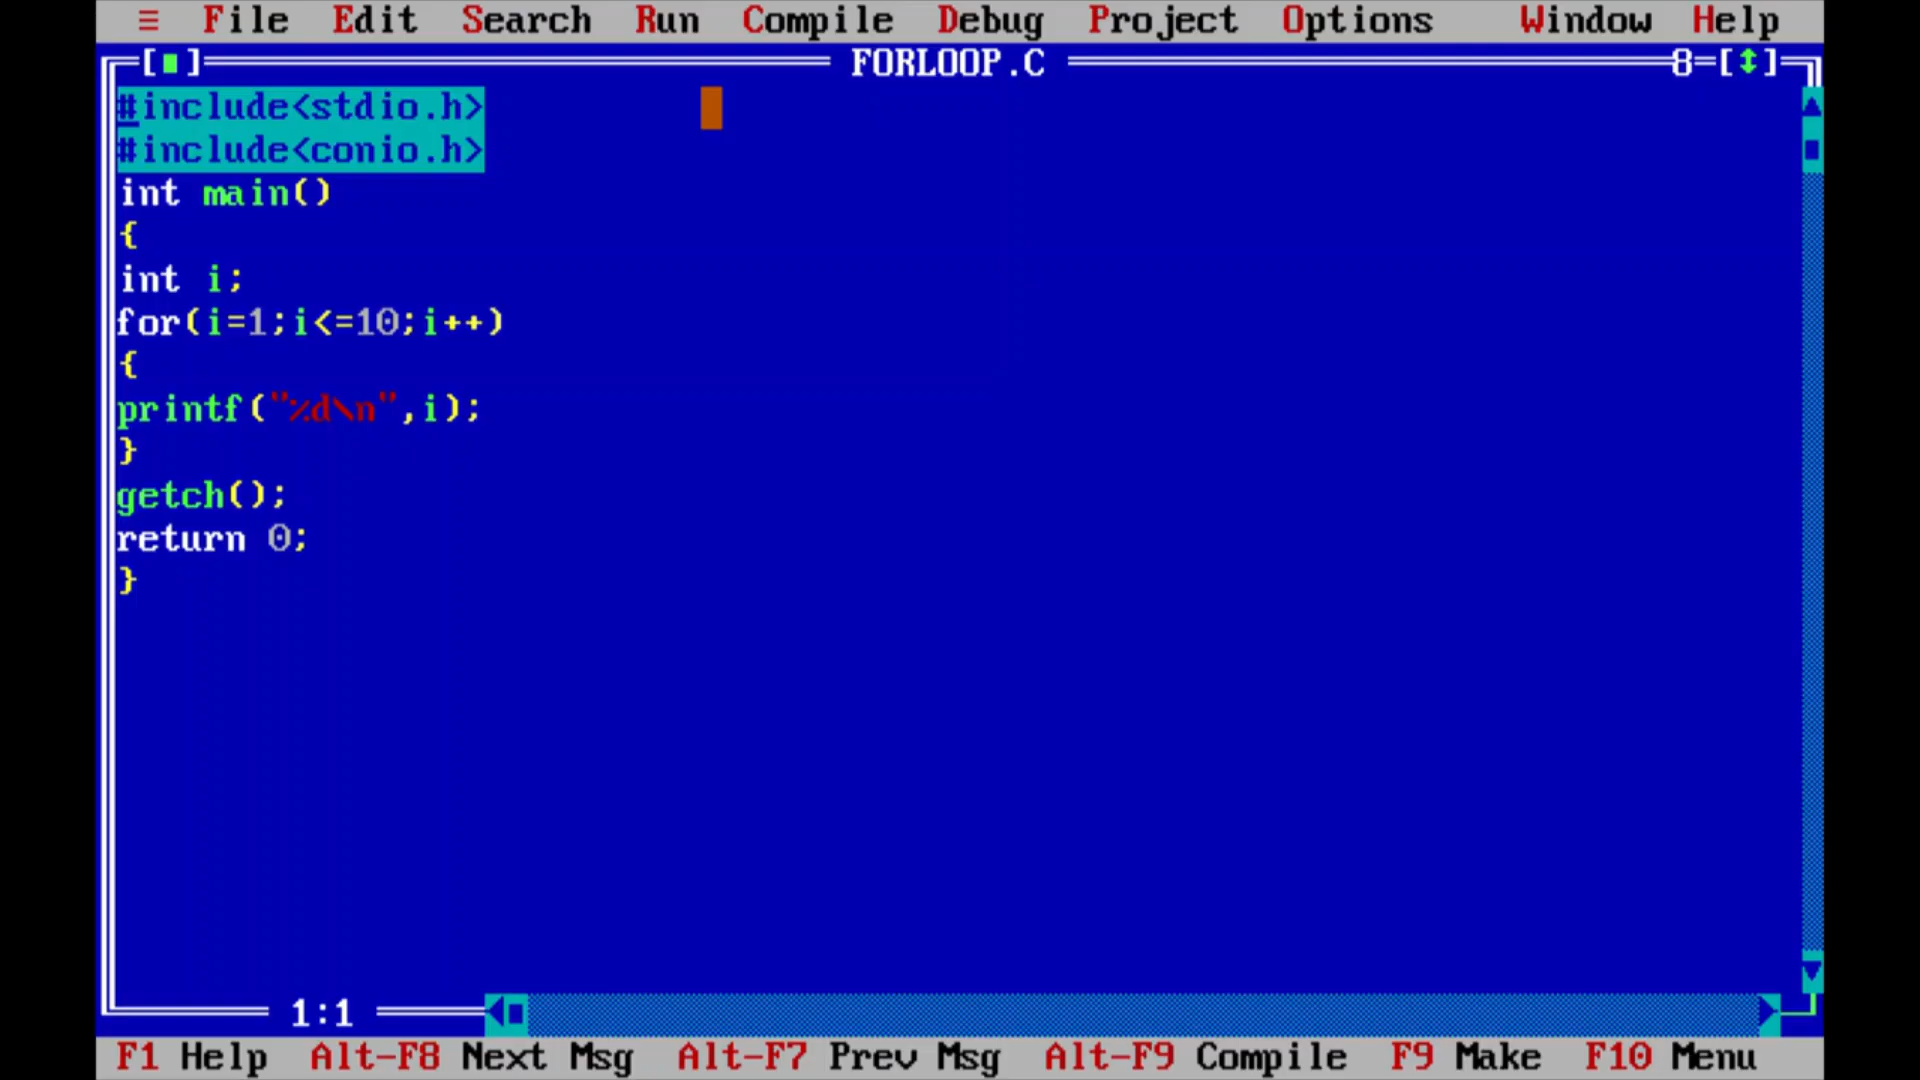 ≡ File Edit Search Run Compile Debug Project Options Window Help
[■] FORLOOP.C 8=[↕]
#include<stdio.h>
#include<conio.h>
int main()
{
int i;
for(i=1;i<=10;i++)
{
printf("%d\n",i);
}
getch();
return 0;
}
1:1
F1 Help Alt-F8 Next Msg Alt-F7 Prev Msg Alt-F9 Compile F9 Make F10 Menu